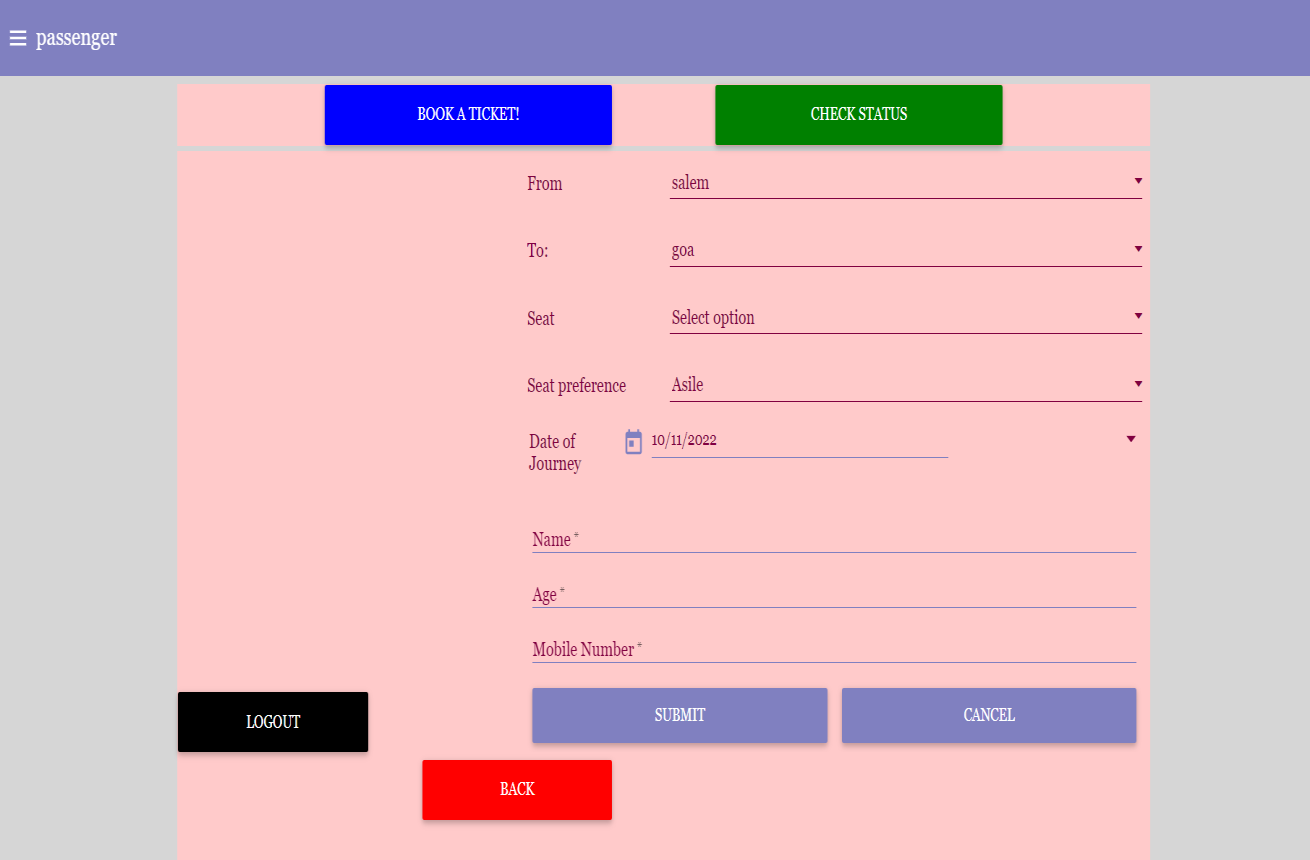 passenger
BOOK A TICKET!
CHECK STATUS
From
salem
To:
goa
Seat
Select option
Seat preference
Asile
Date of
Journey
10/11/2022
Name *
Age *
Mobile Number *
LOGOUT
SUBMIT
CANCEL
BACK